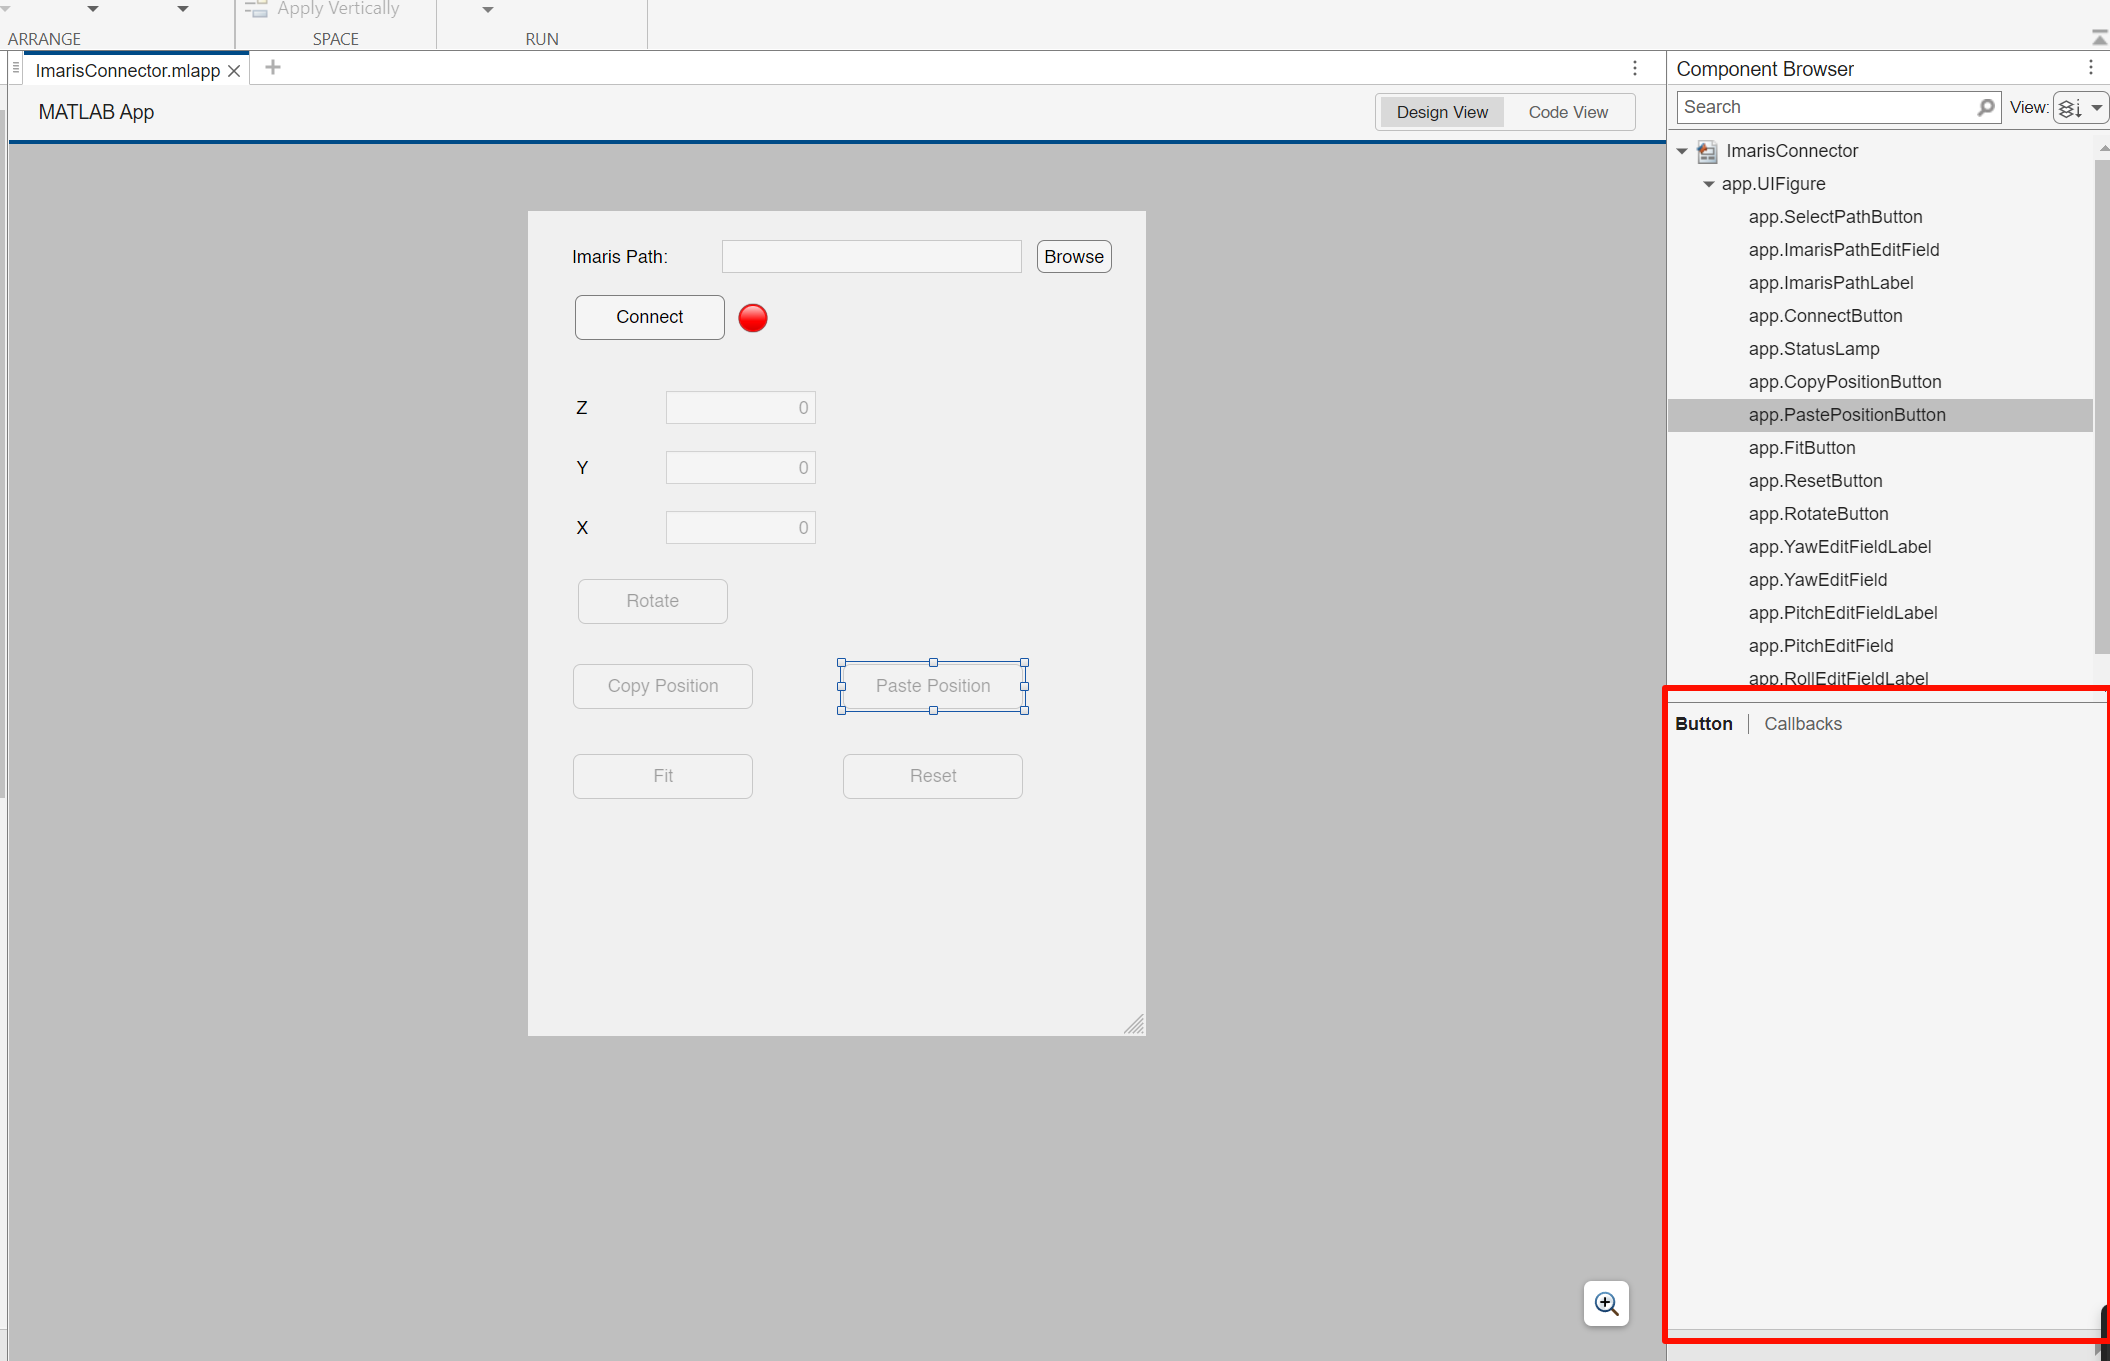 Apply Vertically
ARRANGE
SPACE
RUN
ImarisConnector.mlapp
MATLAB App
Design View
Code View
Imaris Path:
Browse
Connect
Z
0
Y
0
X
0
Rotate
Copy Position
Paste Position
Fit
Reset
Component Browser
Search
View:
ImarisConnector
app.UIFigure
app.SelectPathButton
app.ImarisPathEditField
app.ImarisPathLabel
app.ConnectButton
app.StatusLamp
app.CopyPositionButton
app.PastePositionButton
app.FitButton
app.ResetButton
app.RotateButton
app.YawEditFieldLabel
app.YawEditField
app.PitchEditFieldLabel
app.PitchEditField
app.RollEditFieldLabel
Button
Callbacks